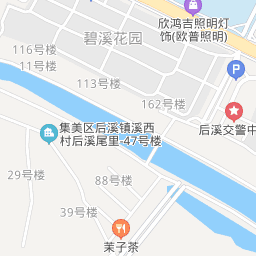 欣鸿吉照明灯
饰(欧普照明)
碧溪花园
116号楼
11号楼
113号楼
162号楼
P
后溪交警中
集美区后溪镇溪西
村后溪尾里-47号楼
29号楼
88号楼
39号楼
茉子茶